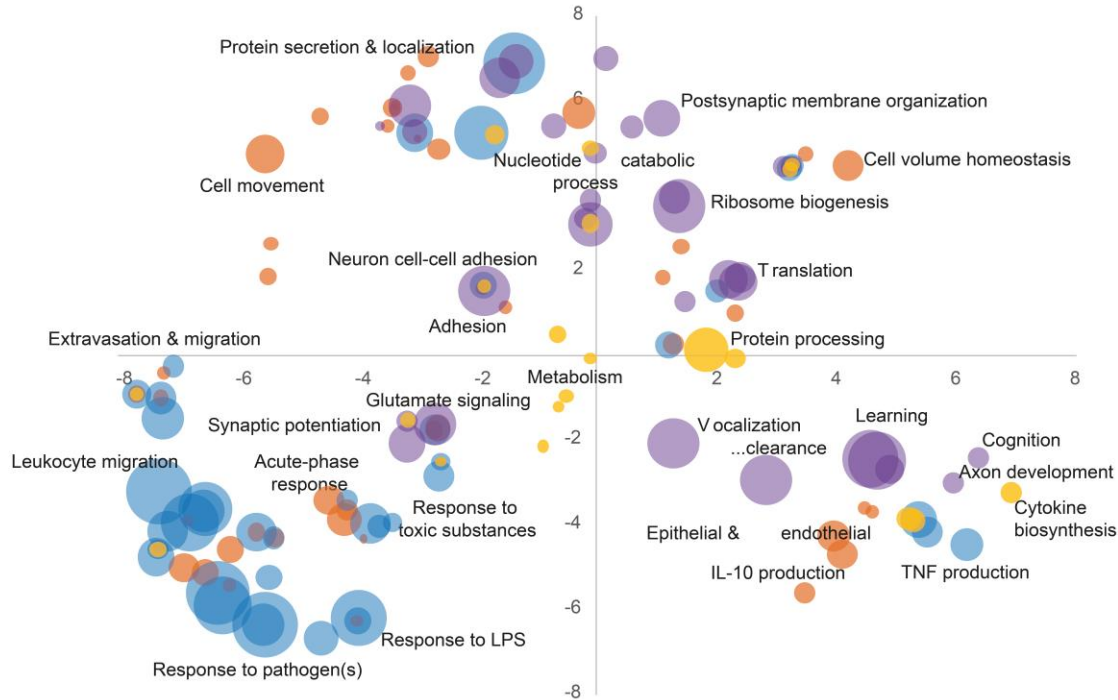 8
Protein secretion & localization
6
Postsynaptic membrane organization
Nucleotide catabolic
process
Cell volume homeostasis
Cell movement
Ribosome biogenesis
Neuron cell-cell adhesion
2
T ranslation
Adhesion
Extravasation & migration
Protein processing
-8 -6 -4 -2 2 4 6 8
Metabolism
Glutamate signaling
Synaptic potentiation
-2
V ocalization
Learning
...clearance
Cognition
Leukocyte migration
Acute-phase
response
Axon development
Response to
toxic substances
-4
Epithelial & endothelial
Cytokine
biosynthesis
IL-10 production
TNF production
-6
Response to LPS
Response to pathogen(s)
-8